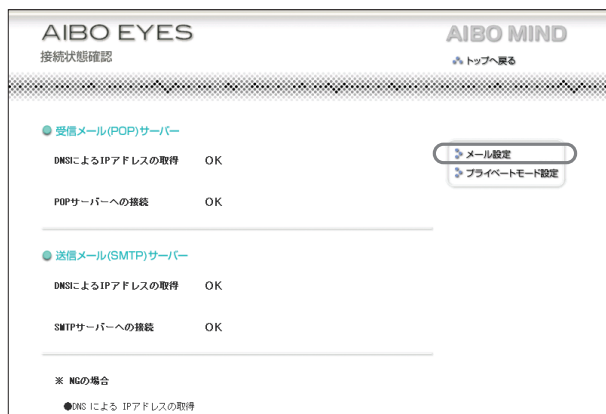 AIBO EYES
AIBO MIND
接続状態確認
トップへ戻る
受信メール(POP)サーバー
DNSによるIPアドレスの取得 OK
POPサーバーへの接続 OK
メール設定
プライベートモード設定
送信メール(SMTP)サーバー
DNSによるIPアドレスの取得 OK
SMTPサーバーへの接続 OK
※ NGの場合
●DNS による IPアドレスの取得